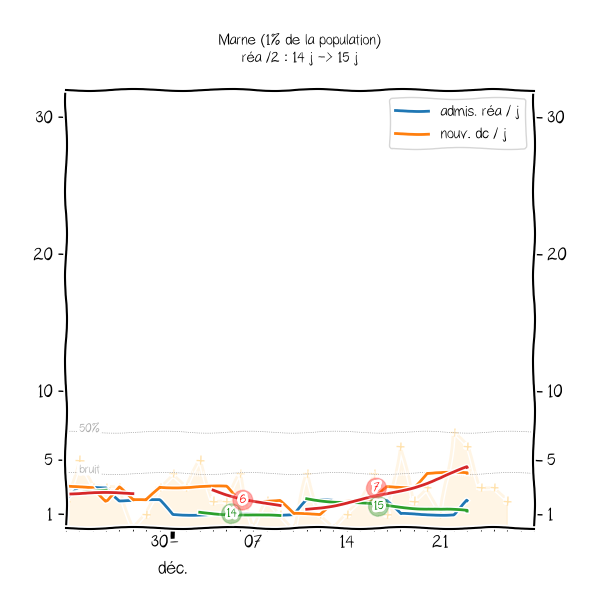 Marne (1% de la population)
réa /2 : 14 j -> 15 j
admis. réa / j
nouv. dc / j
30 30
20 20
10 10
50%
5 5
bruit
7
6
15
14
1 1
30 07 14 21
déc.